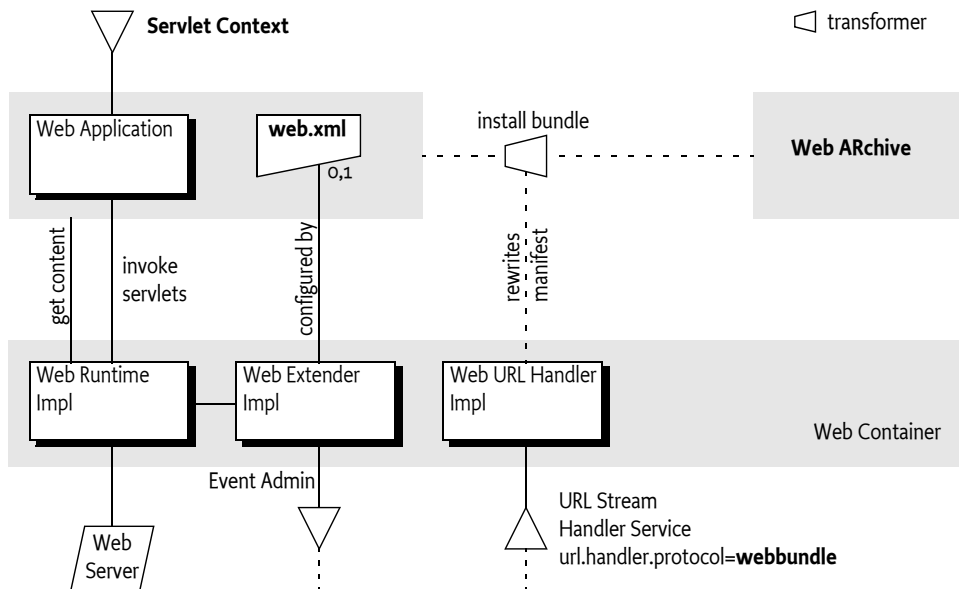 Servlet Context
transformer
install bundle
Web Application
web.xml
0,1
Web ARchive
get content
invoke
servlets
configured by
rewrites
manifest
Web Runtime
Impl
Web Extender
Impl
Web URL Handler
Impl
Web Container
Event Admin
URL Stream
Handler Service
url.handler.protocol=webbundle
Web
Server